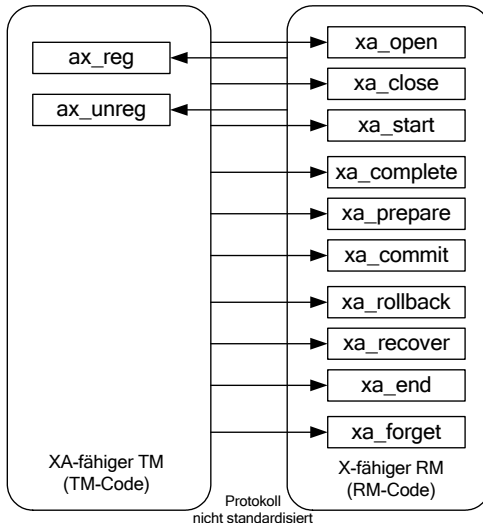 ax_reg
ax_unreg
XA-fähiger TM
(TM-Code)
xa_open
xa_close
xa_start
xa_complete
xa_prepare
xa_commit
xa_rollback
xa_recover
xa_end
xa_forget
X-fähiger RM
(RM-Code)
Protokoll
nicht standardisiert